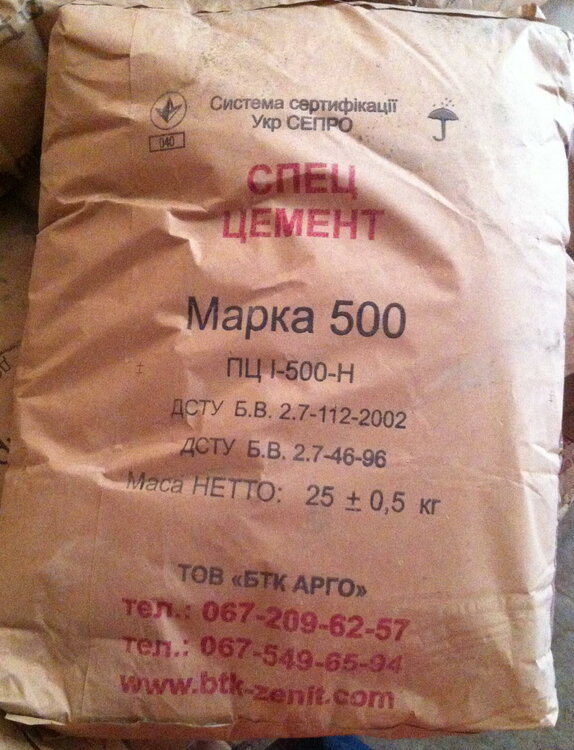 Система сертифікації
Укр СЕПРО
040
СПЕЦ
ЦЕМЕНТ
Марка 500
ПЦ І-500-Н
ДСТУ Б.В. 2.7-112-2002
ДСТУ Б.В. 2.7-46-96
Маса НЕТТО: 25 ± 0,5 кг
ТОВ «БТК АРГО»
тел.: 067-209-62-57
тел.: 067-549-65-94
www.btk-zenit.com